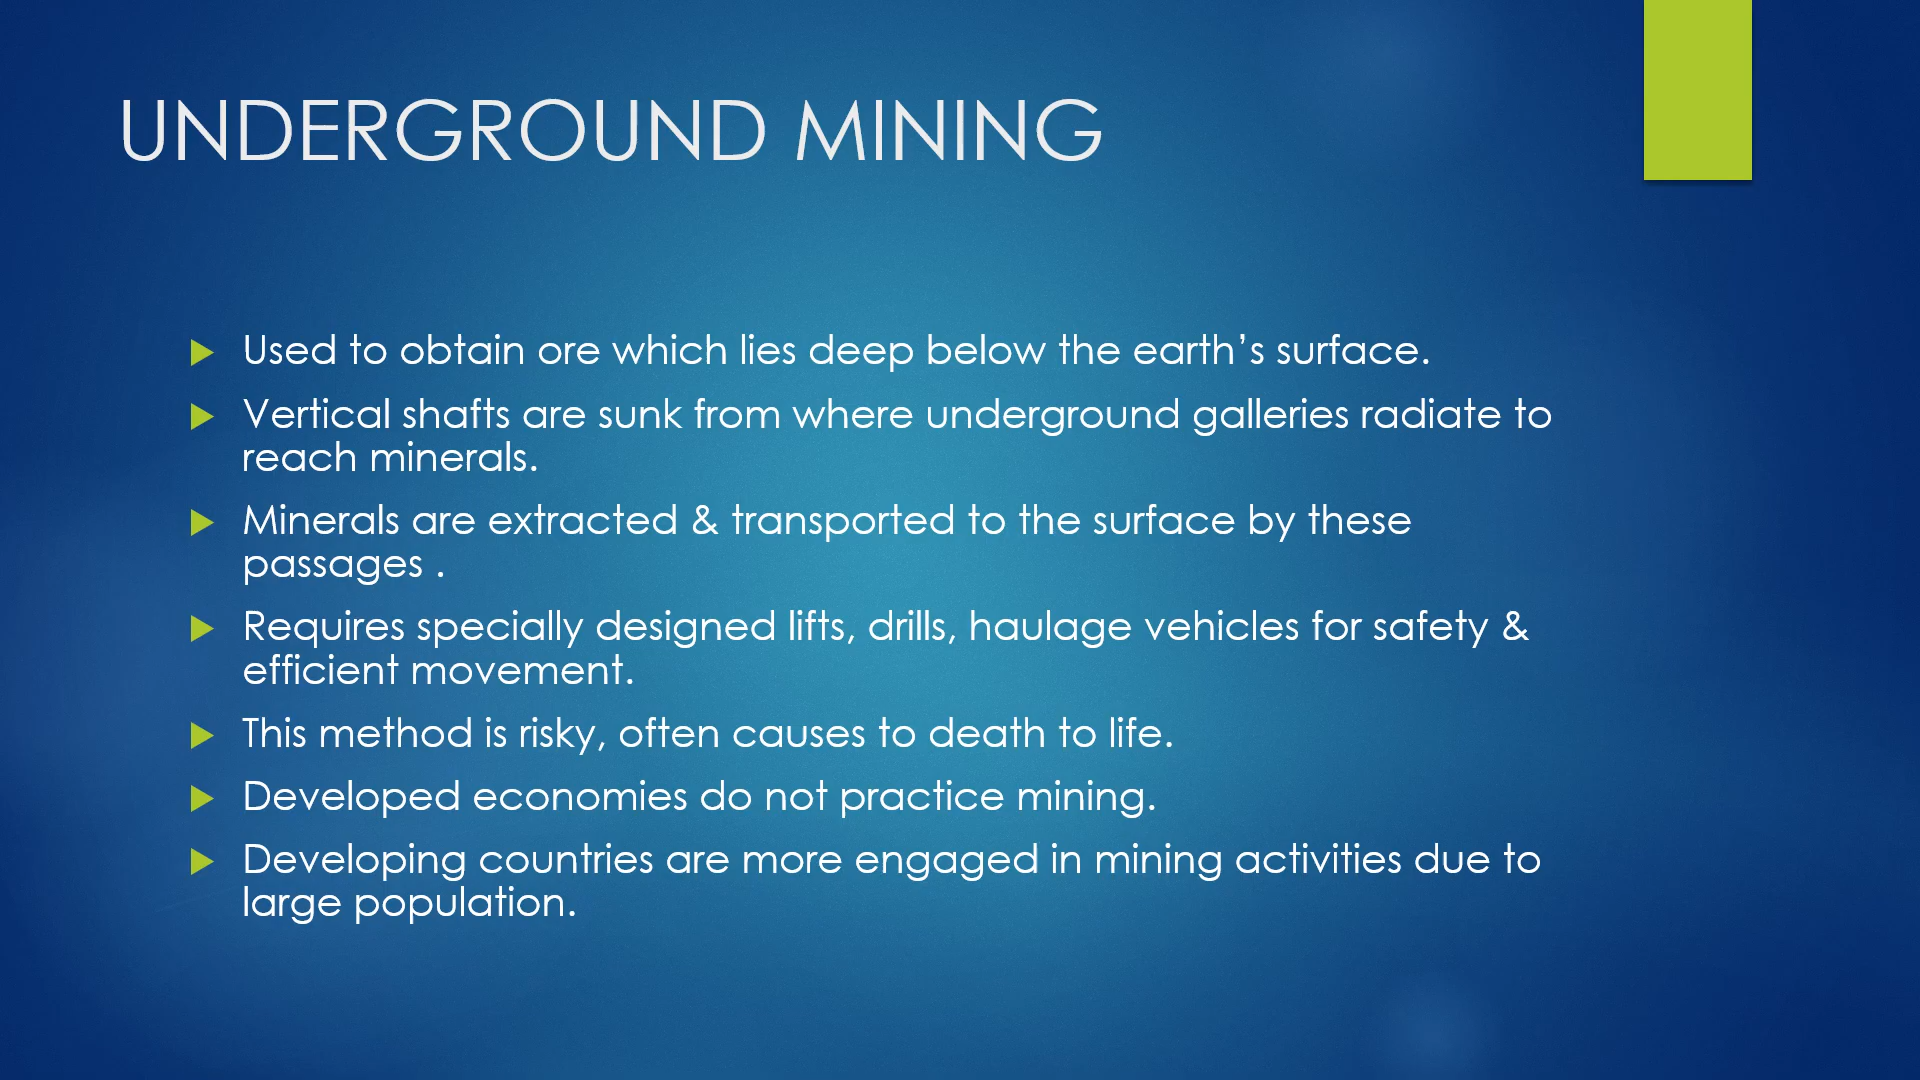 UNDERGROUND MINING
Used to obtain ore which lies deep below the earth’s surface.
Vertical shafts are sunk from where underground galleries radiate to
reach minerals.
Minerals are extracted & transported to the surface by these
passages .
Requires specially designed lifts, drills, haulage vehicles for safety &
efficient movement.
This method is risky, often causes to death to life.
Developed economies do not practice mining.
Developing countries are more engaged in mining activities due to
large population.